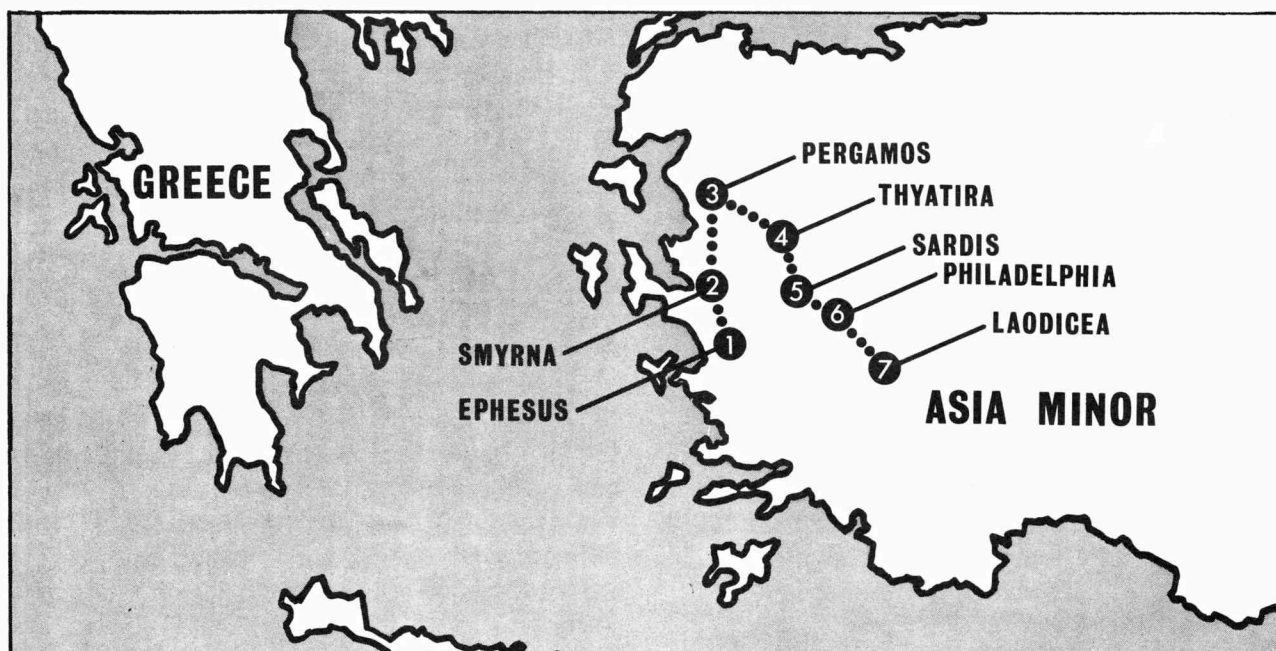 GREECE
PERGAMOS
THYATIRA
SARDIS
PHILADELPHIA
LAODICEA
SMYRNA
EPHESUS
ASIA MINOR
3
4
5
6
2
1
7